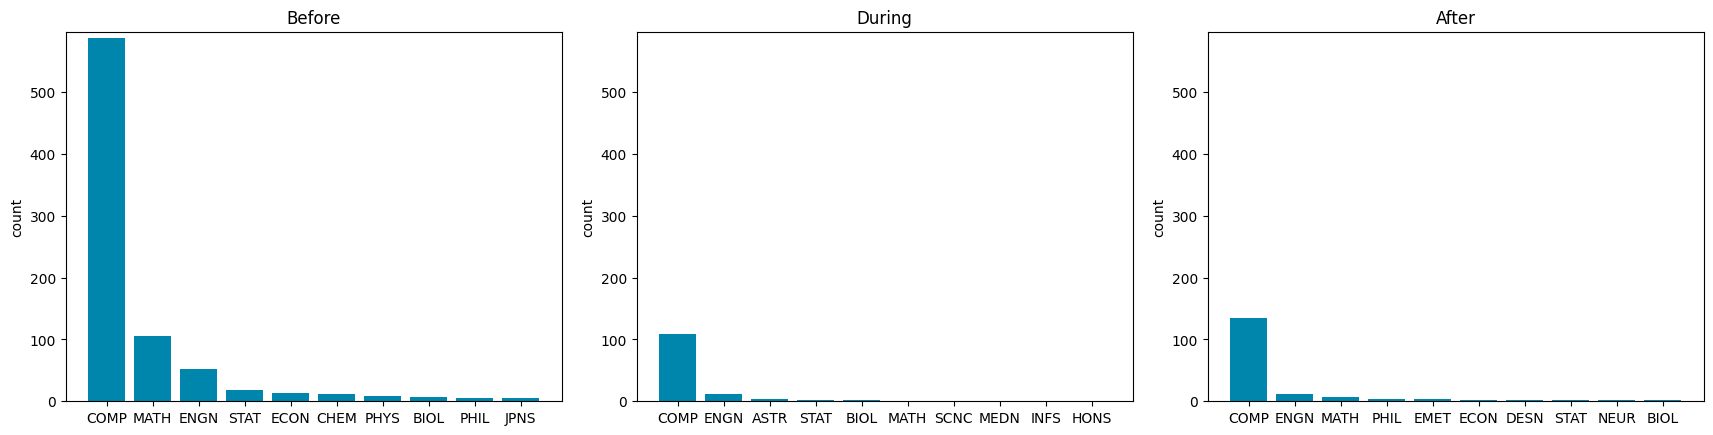 Before
During
After
500
400
300
200
100
0
count
COMP MATH ENGN STAT ECON CHEM PHYS BIOL PHIL JPNS
500
400
300
200
100
0
count
COMP ENGN ASTR STAT BIOL MATH SCNC MEDN INFS HONS
500
400
300
200
100
0
count
COMP ENGN MATH PHIL EMET ECON DESN STAT NEUR BIOL